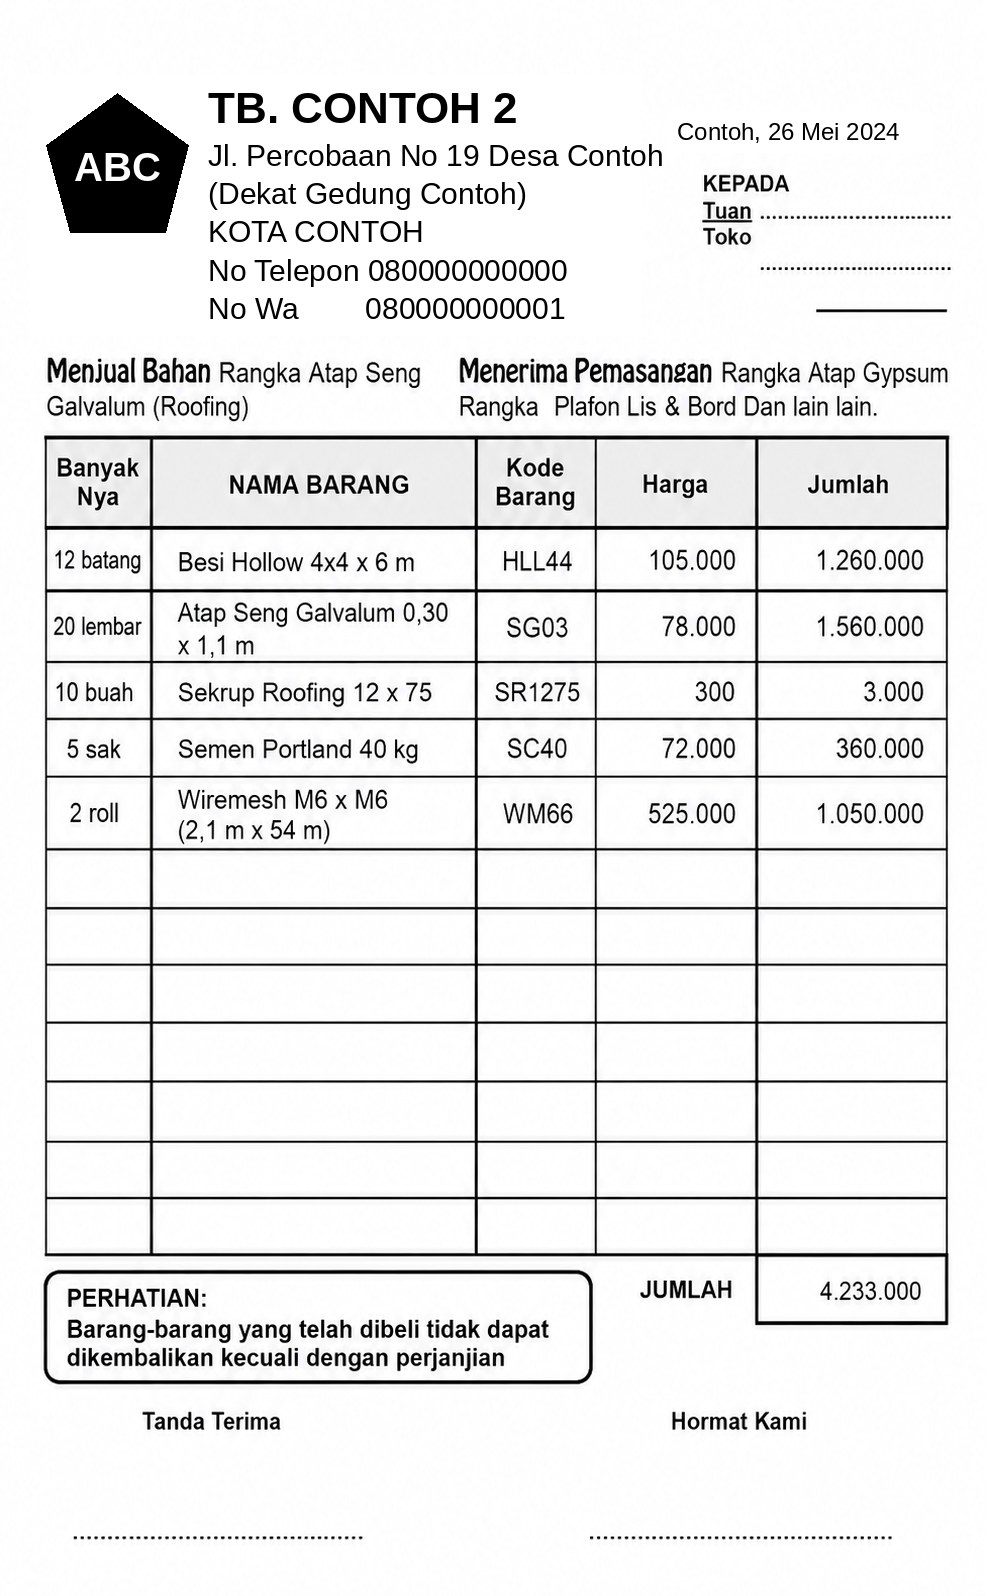 ABC
TB. CONTOH 2
Jl. Percobaan No 19 Desa Contoh
(Dekat Gedung Contoh)
KOTA CONTOH
No Telepon 080000000000
No Wa 080000000001
Contoh, 26 Mei 2024
KEPADA
Tuan ................................
Toko
................................
Menjual Bahan Rangka Atap Seng
Galvalum (Roofing)
Menerima Pemasangan Rangka Atap Gypsum
Rangka Plafon Lis & Bord Dan lain lain.
Banyak
Nya
NAMA BARANG
Kode
Barang
Harga
Jumlah
12 batang
Besi Hollow 4x4 x 6 m
HLL44
105.000
1.260.000
20 lembar
Atap Seng Galvalum 0,30
x 1,1 m
SG03
78.000
1.560.000
10 buah
Sekrup Roofing 12 x 75
SR1275
300
3.000
5 sak
Semen Portland 40 kg
SC40
72.000
360.000
2 roll
Wiremesh M6 x M6
(2,1 m x 54 m)
WM66
525.000
1.050.000
JUMLAH
4.233.000
PERHATIAN:
Barang-barang yang telah dibeli tidak dapat
dikembalikan kecuali dengan perjanjian
Tanda Terima
Hormat Kami